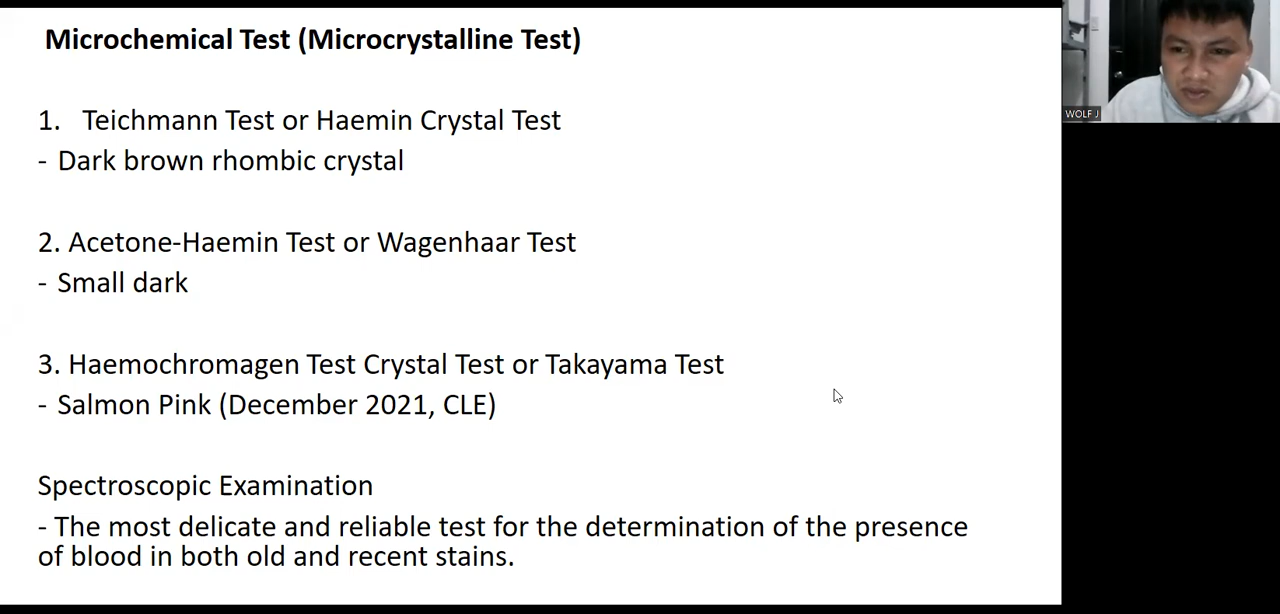 Microchemical Test (Microcrystalline Test)
1. Teichmann Test or Haemin Crystal Test
- Dark brown rhombic crystal
2. Acetone-Haemin Test or Wagenhaar Test
- Small dark
3. Haemochromagen Test Crystal Test or Takayama Test
- Salmon Pink (December 2021, CLE)
Spectroscopic Examination
- The most delicate and reliable test for the determination of the presence
of blood in both old and recent stains.
WOLF J